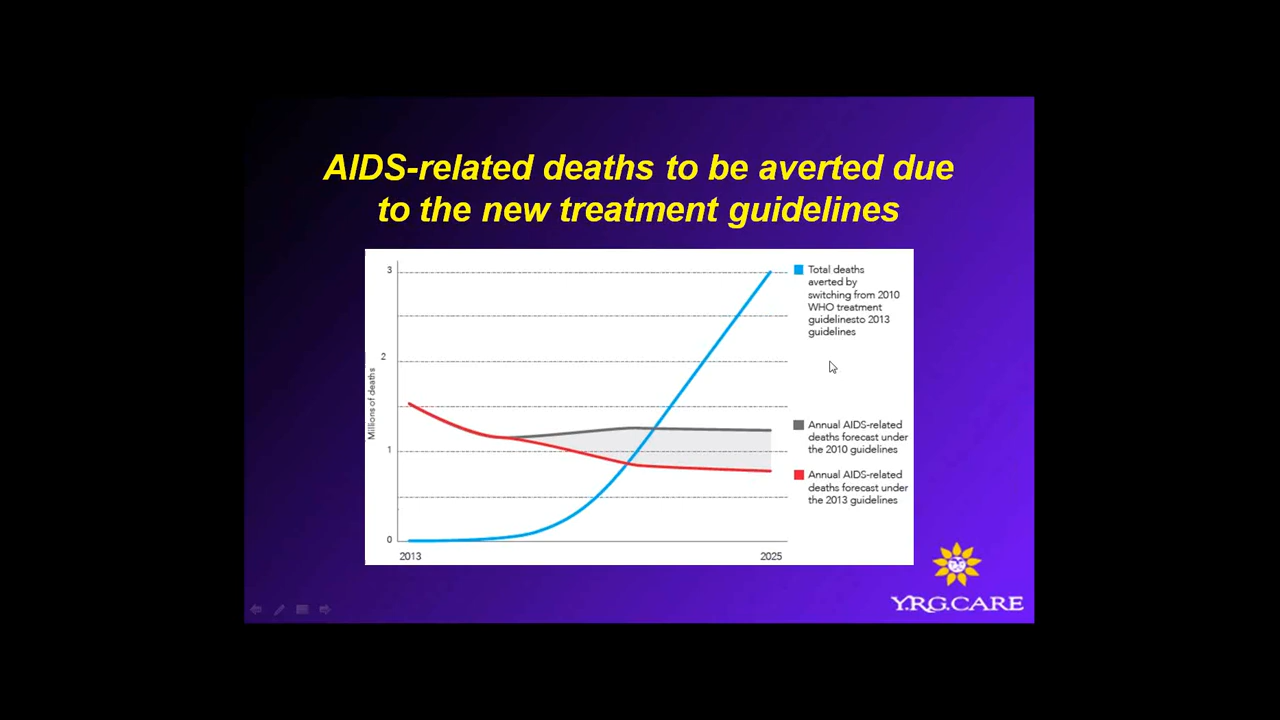 AIDS-related deaths to be averted due
to the new treatment guidelines
3
2
1
0
Millions of deaths
2013
2025
Total deaths
averted by
switching from 2010
WHO treatment
guidelinesto 2013
guidelines
Annual AIDS-related
deaths forecast under
the 2010 guidelines
Annual AIDS-related
deaths forecast under
the 2013 guidelines
Y.R.G.CARE